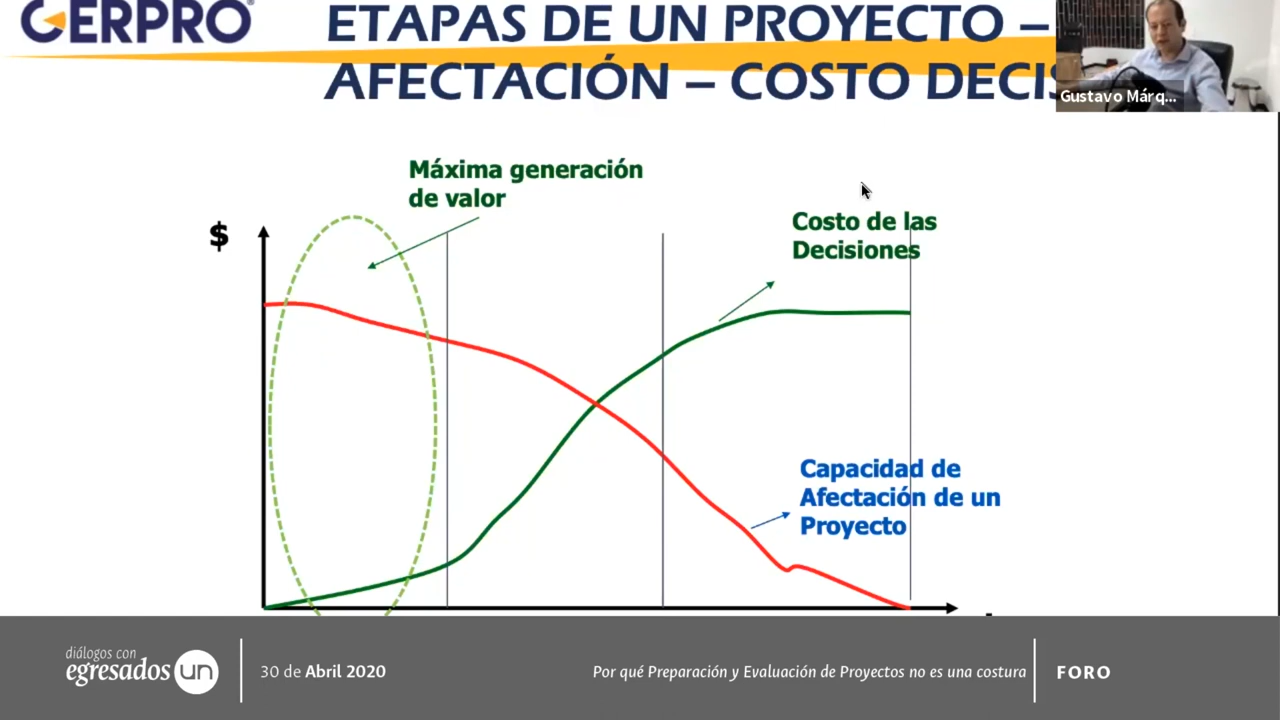 GERPRO®
ETAPAS DE UN PROYECTO –
AFECTACIÓN – COSTO DECIS
Gustavo Márq...
Máxima generación
de valor
$
Costo de las
Decisiones
Capacidad de
Afectación de un
Proyecto
diálogos con
egresados un
30 de Abril 2020
Por qué Preparación y Evaluación de Proyectos no es una costura
FORO